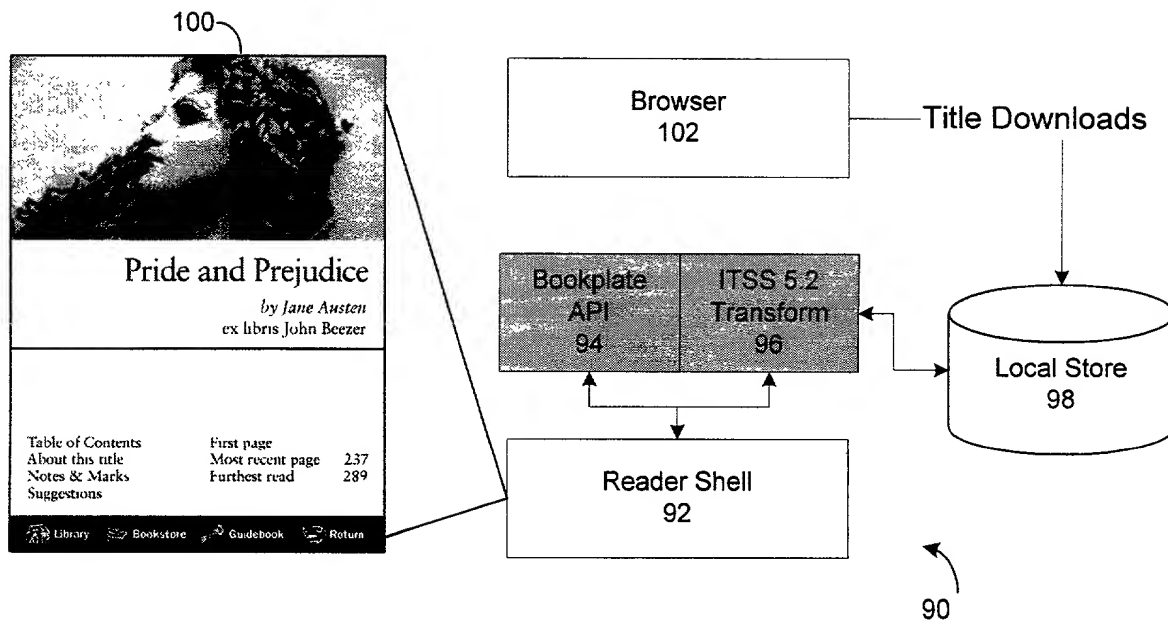 100
Pride and Prejudice
by Jane Austen
ex libris John Beezer
Table of Contents
About this title
Notes & Marks
Suggestions
First page
Most recent page 237
Furthest read 289
Library Bookstore Guidebook Return
Browser
102
Title Downloads
Bookplate
API
94
ITSS 5.2
Transform
96
Local Store
98
Reader Shell
92
90